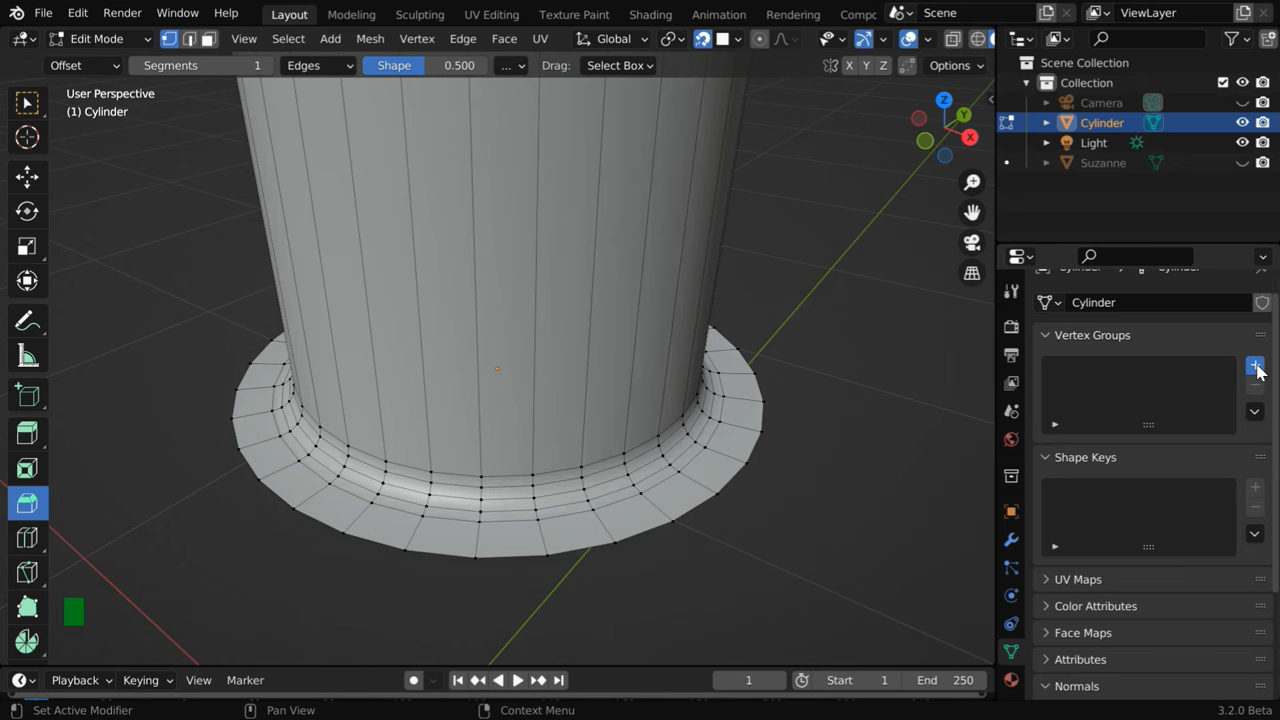 File Edit Render Window Help Layout Modeling Sculpting UV Editing Texture Paint Shading Animation Rendering Compc Scene ViewLayer
Edit Mode View Select Add Mesh Vertex Edge Face UV Global
Offset Segments 1 Edges Shape 0.500 ... Drag: Select Box X Y Z Options
User Perspective
(1) Cylinder
Z
Y
X
Scene Collection
Collection
Camera
Cylinder
Light
Suzanne
Cylinder
Vertex Groups
Shape Keys
UV Maps
Color Attributes
Face Maps
Attributes
Normals
Playback Keying View Marker 1 Start 1 End 250
Set Active Modifier Pan View Context Menu 3.2.0 Beta